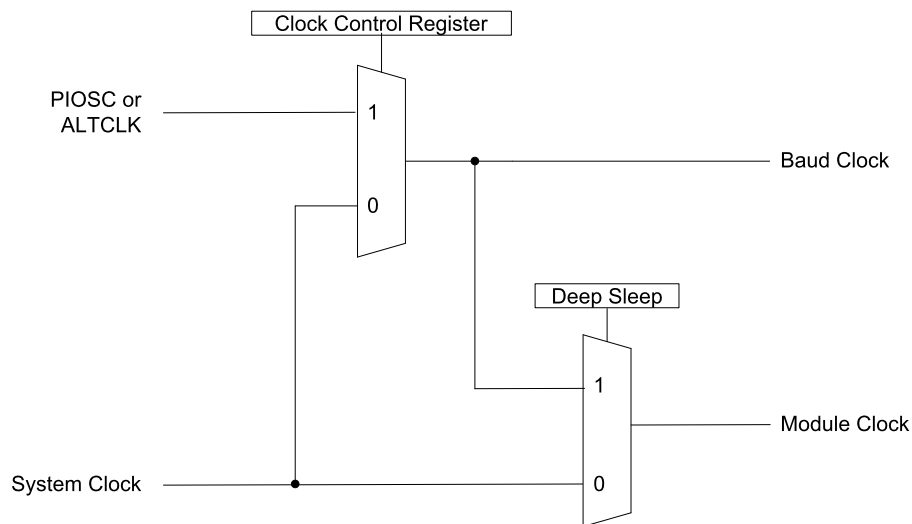 Clock Control Register
PIOSC or
ALTCLK
1
Baud Clock
0
Deep Sleep
1
Module Clock
System Clock
0